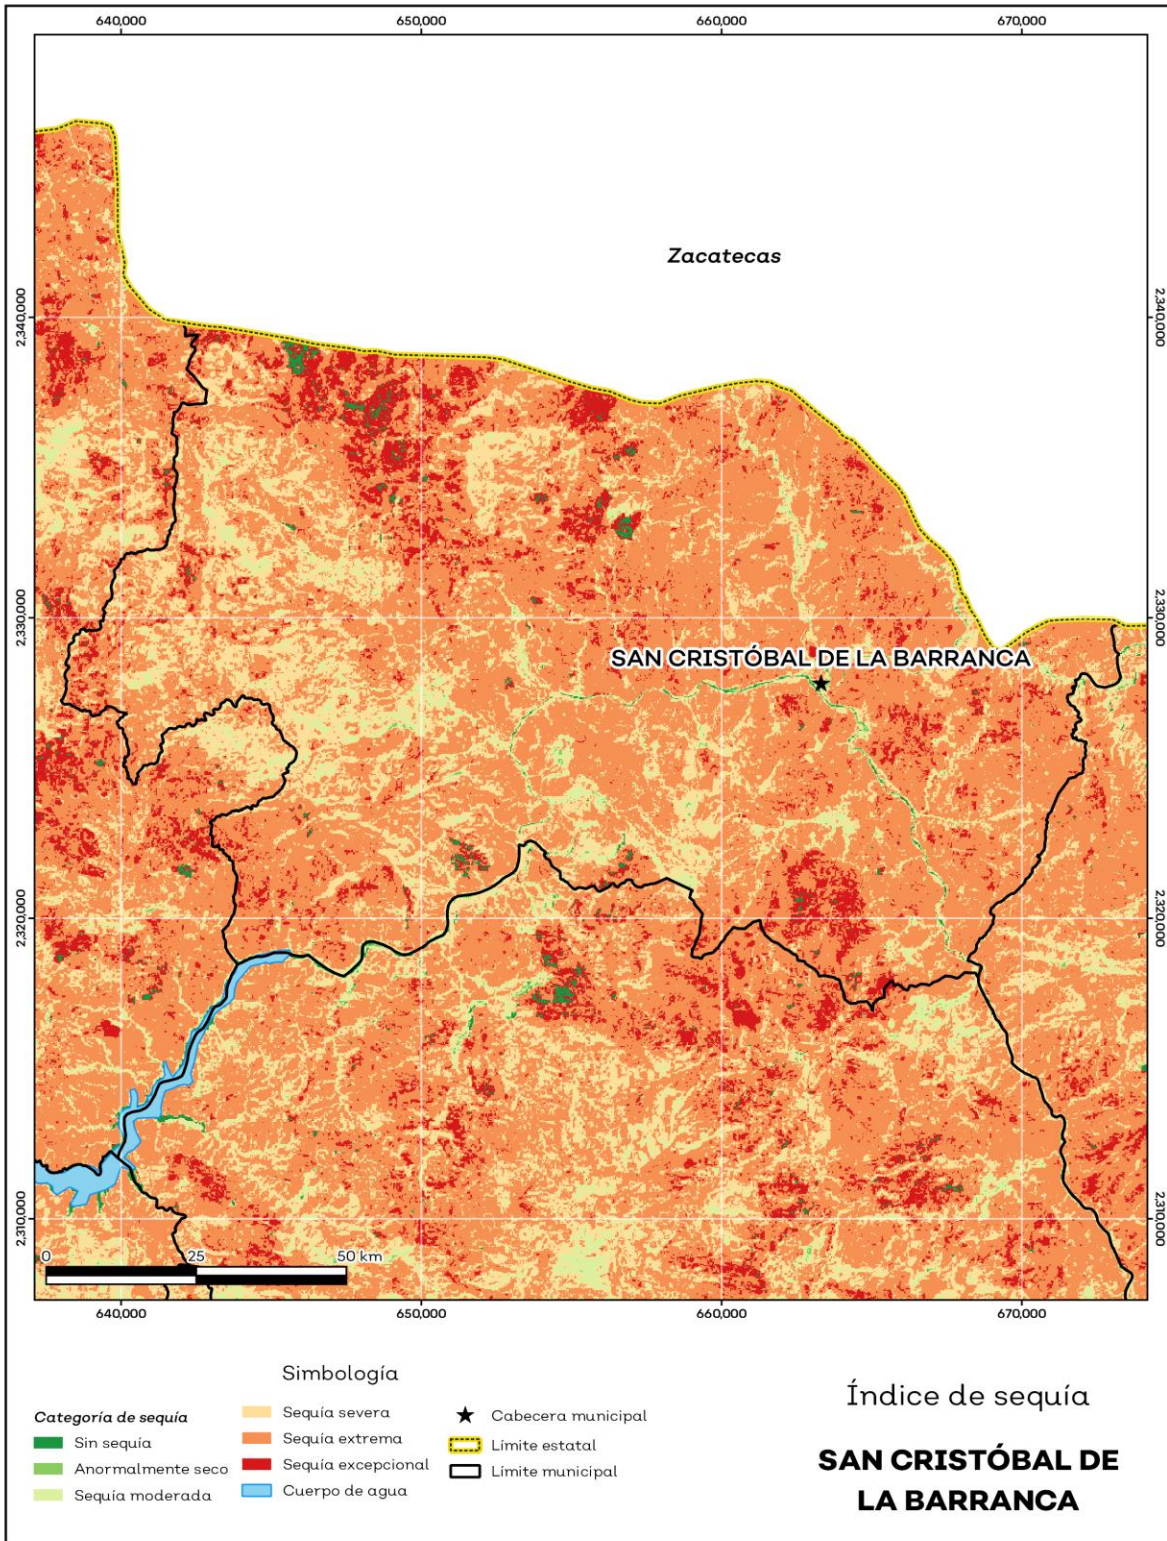 640,000 650,000 660,000 670,000
Zacatecas
2,340,000 2,340,000
2,330,000 2,330,000
SAN CRISTÓBAL DE LA BARRANCA
2,320,000 2,320,000
2,310,000 2,310,000
0 25 50 km
640,000 650,000 660,000 670,000
Simbología
Categoría de sequía
Sin sequía
Anormalmente seco
Sequía moderada
Sequía severa
Sequía extrema
Sequía excepcional
Cuerpo de agua
Cabecera municipal
Límite estatal
Límite municipal
Índice de sequía
SAN CRISTÓBAL DE
LA BARRANCA